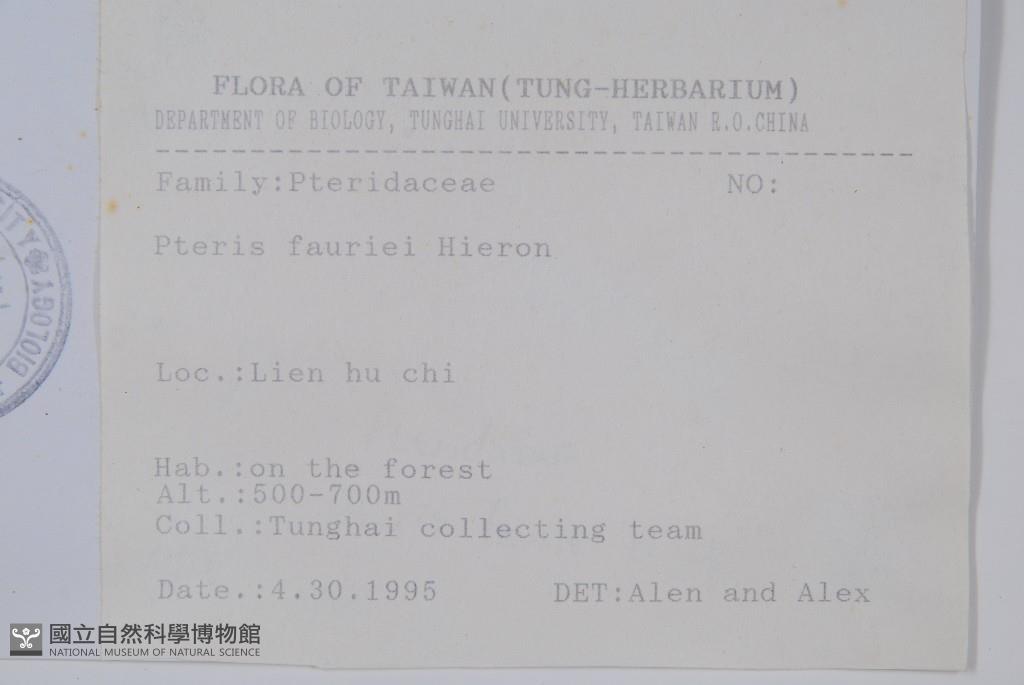 FLORA OF TAIWAN(TUNG-HERBARIUM)
DEPARTMENT OF BIOLOGY, TUNGHAI UNIVERSITY, TAIWAN R.O.CHINA
Family:Pteridaceae NO:
Pteris fauriei Hieron
Loc.:Lien hu chi
Hab.:on the forest
Alt.:500-700m
Coll.:Tunghai collecting team
Date.:4.30.1995 DET:Alen and Alex
BIOLOGY
國立自然科學博物館
NATIONAL MUSEUM OF NATURAL SCIENCE